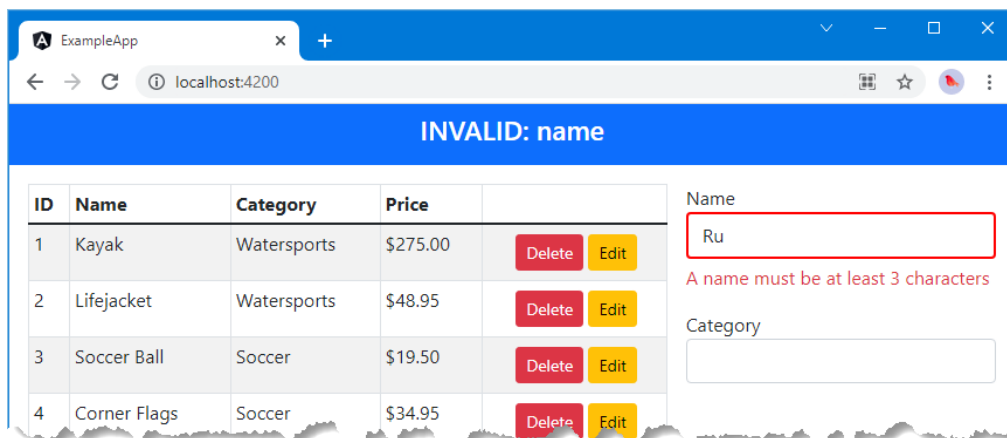 ExampleApp
localhost:4200
INVALID: name
ID Name Category Price
1 Kayak Watersports $275.00 Delete Edit
2 Lifejacket Watersports $48.95 Delete Edit
3 Soccer Ball Soccer $19.50 Delete Edit
4 Corner Flags Soccer $34.95 Delete Edit
Name
Ru
A name must be at least 3 characters
Category